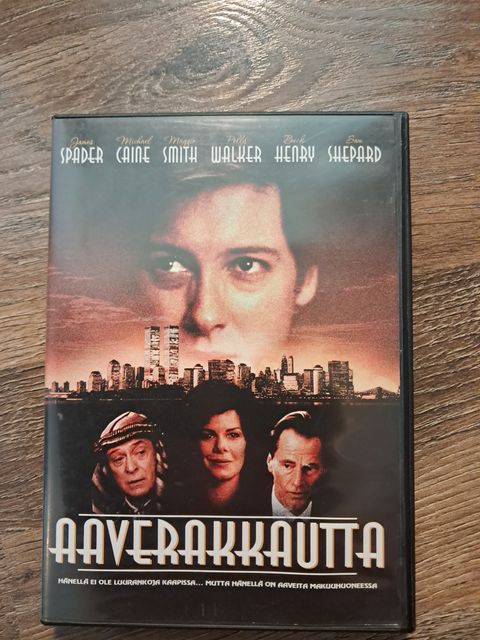 James Michael Maggie Polly Buck Sam
SPADER CAINE SMITH WALKER HENRY SHEPARD
AAVERAKKAUTTA
HÄNELLÄ EI OLE LUURANKOJA KAAPISSA... MUTTA HÄNELLÄ ON AAVEITA MAKUUHUONEESSA